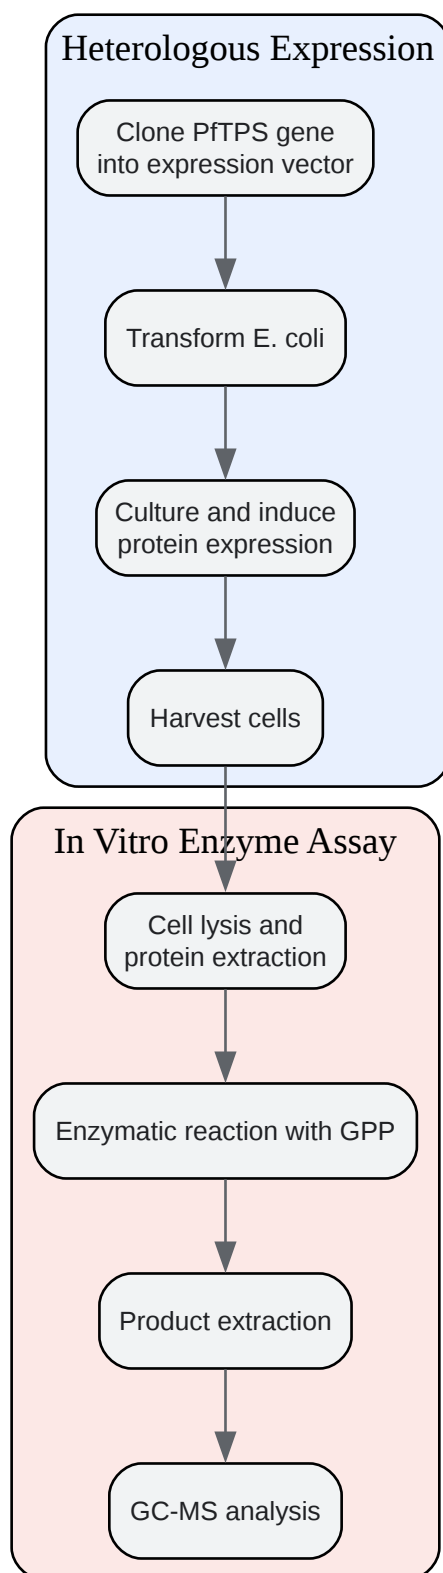 Heterologous Expression
Clone PfTPS gene
into expression vector
Transform E. coli
Culture and induce
protein expression
Harvest cells
In Vitro Enzyme Assay
Cell lysis and
protein extraction
Enzymatic reaction with GPP
Product extraction
GC-MS analysis